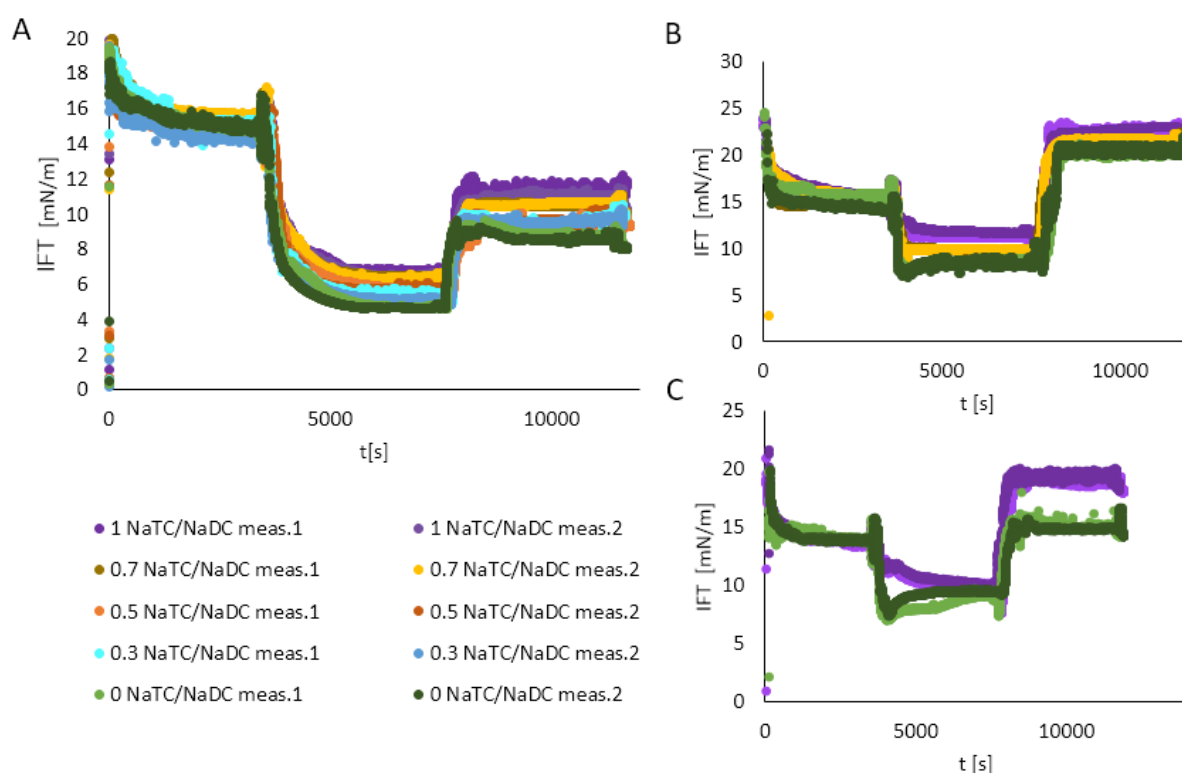 A
20
18
16
14
12
10
8
6
4
2
0
IFT [mN/m]
0 5000 10000
t[s]
B
30
25
20
15
10
5
0
IFT [mN/m]
0 5000 10000
t [s]
C
25
20
15
10
5
0
IFT [mN/m]
0 5000 10000
t [s]
1 NaTC/NaDC meas.1 1 NaTC/NaDC meas.2
0.7 NaTC/NaDC meas.1 0.7 NaTC/NaDC meas.2
0.5 NaTC/NaDC meas.1 0.5 NaTC/NaDC meas.2
0.3 NaTC/NaDC meas.1 0.3 NaTC/NaDC meas.2
0 NaTC/NaDC meas.1 0 NaTC/NaDC meas.2